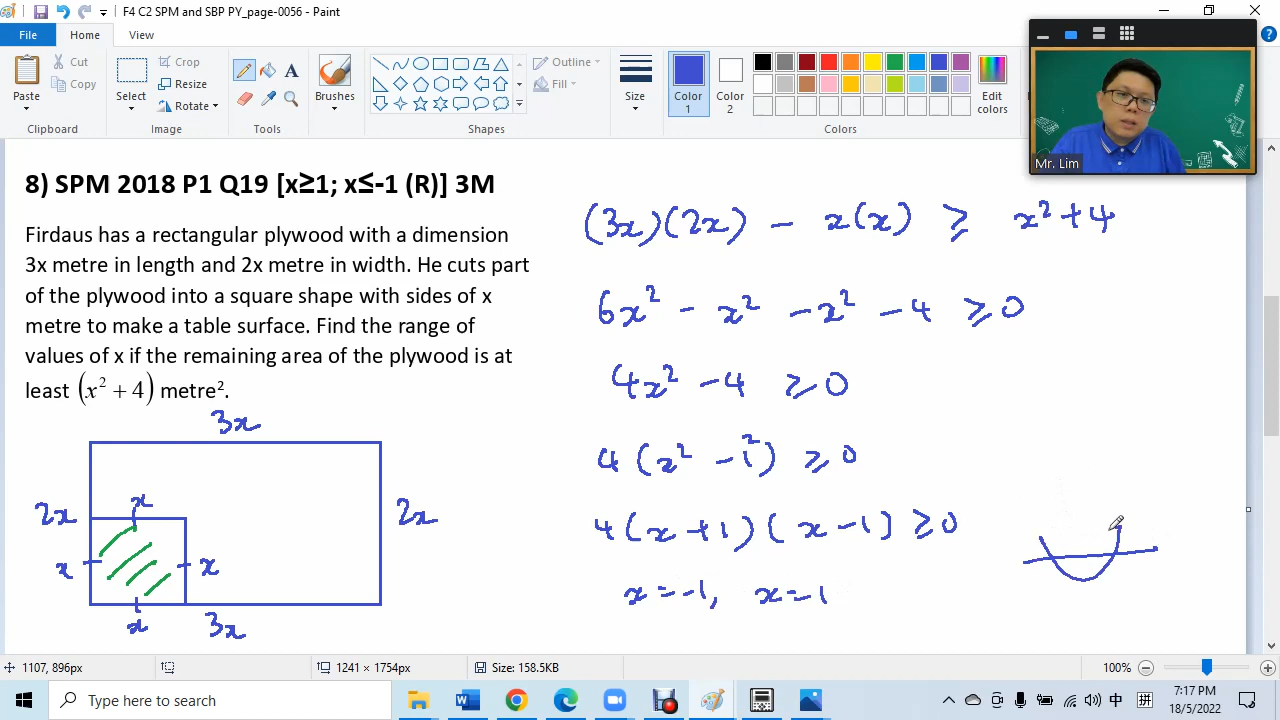 F4 C2 SPM and SBP PY_page-0056 - Paint
File Home View
Paste
Cut
Copy
Clipboard
Select
Crop
Resize
Rotate
Image
Tools
Brushes
Outline
Fill
Shapes
Size
Color 1
Color 2
Edit colors
Colors
Mr. Lim
8) SPM 2018 P1 Q19 [x≥1; x≤-1 (R)] 3M
Firdaus has a rectangular plywood with a dimension
3x metre in length and 2x metre in width. He cuts part
of the plywood into a square shape with sides of x
metre to make a table surface. Find the range of
values of x if the remaining area of the plywood is at
least (x² + 4) metre².
3x
2x
x
2x
x
x
x
3x
(3x)(2x) - x(x) ≥ x² + 4
6x² - x² - x² - 4 ≥ 0
4x² - 4 ≥ 0
4(x² - 1²) ≥ 0
4(x + 1)(x - 1) ≥ 0
x = -1, x = 1
1107, 896px
1241 × 1754px
Size: 158.5KB
100%
Type here to search
中
拼
7:17 PM
18/5/2022